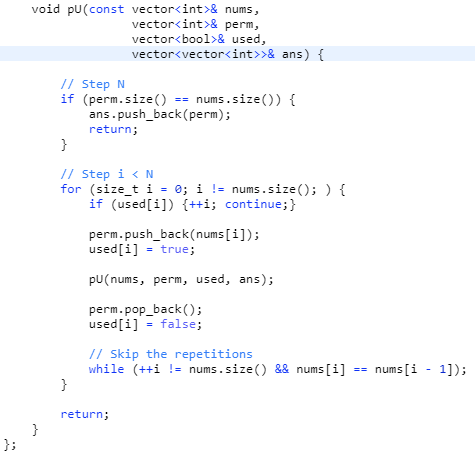 void pU(const vector<int>& nums,
vector<int>& perm,
vector<bool>& used,
vector<vector<int>>& ans) {
// Step N
if (perm.size() == nums.size()) {
ans.push_back(perm);
return;
}
// Step i < N
for (size_t i = 0; i != nums.size(); ) {
if (used[i]) {++i; continue;}
perm.push_back(nums[i]);
used[i] = true;
pU(nums, perm, used, ans);
perm.pop_back();
used[i] = false;
// Skip the repetitions
while (++i != nums.size() && nums[i] == nums[i - 1]);
}
return;
}
};